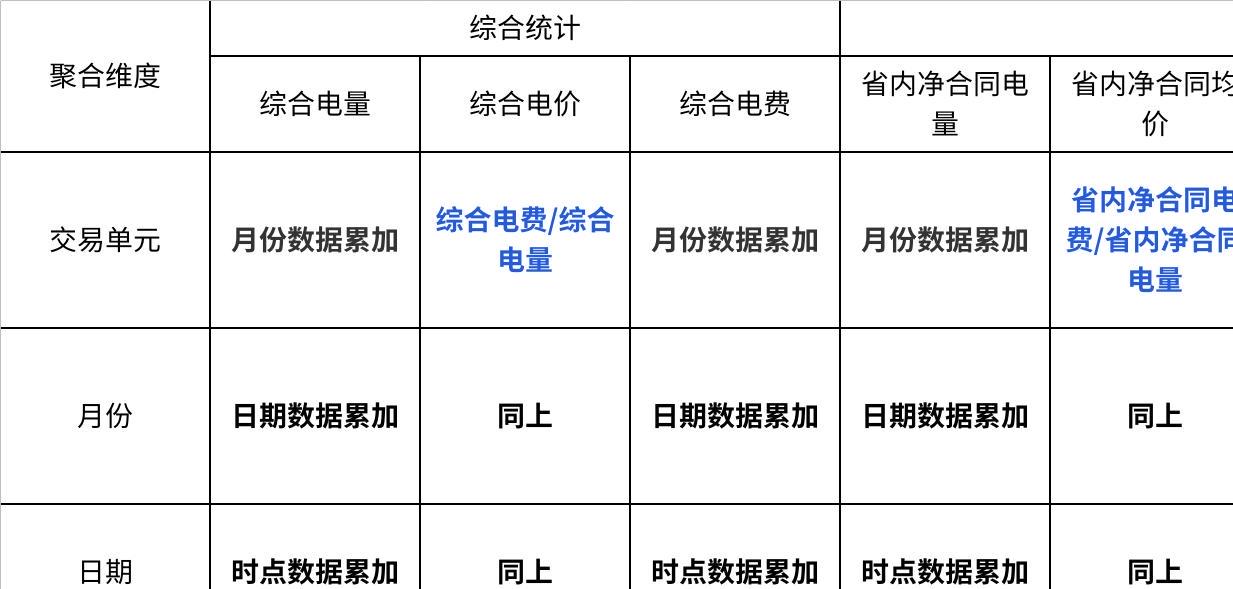 综合统计
聚合维度
综合电量
综合电价
综合电费
省内净合同电
量
省内净合同均
价
交易单元
月份数据累加
综合电费/综合
电量
月份数据累加
月份数据累加
省内净合同电
费/省内净合同
电量
月份
日期数据累加
同上
日期数据累加
日期数据累加
同上
日期
时点数据累加
同上
时点数据累加
时点数据累加
同上